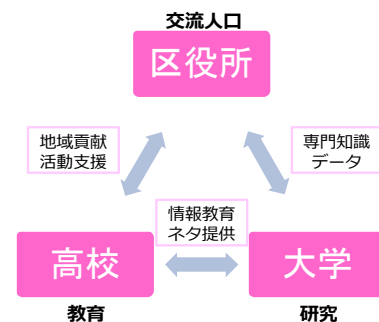 交流人口
区役所
地域貢献
活動支援
専門知識
データ
情報教育
ネタ提供
高校
大学
教育
研究